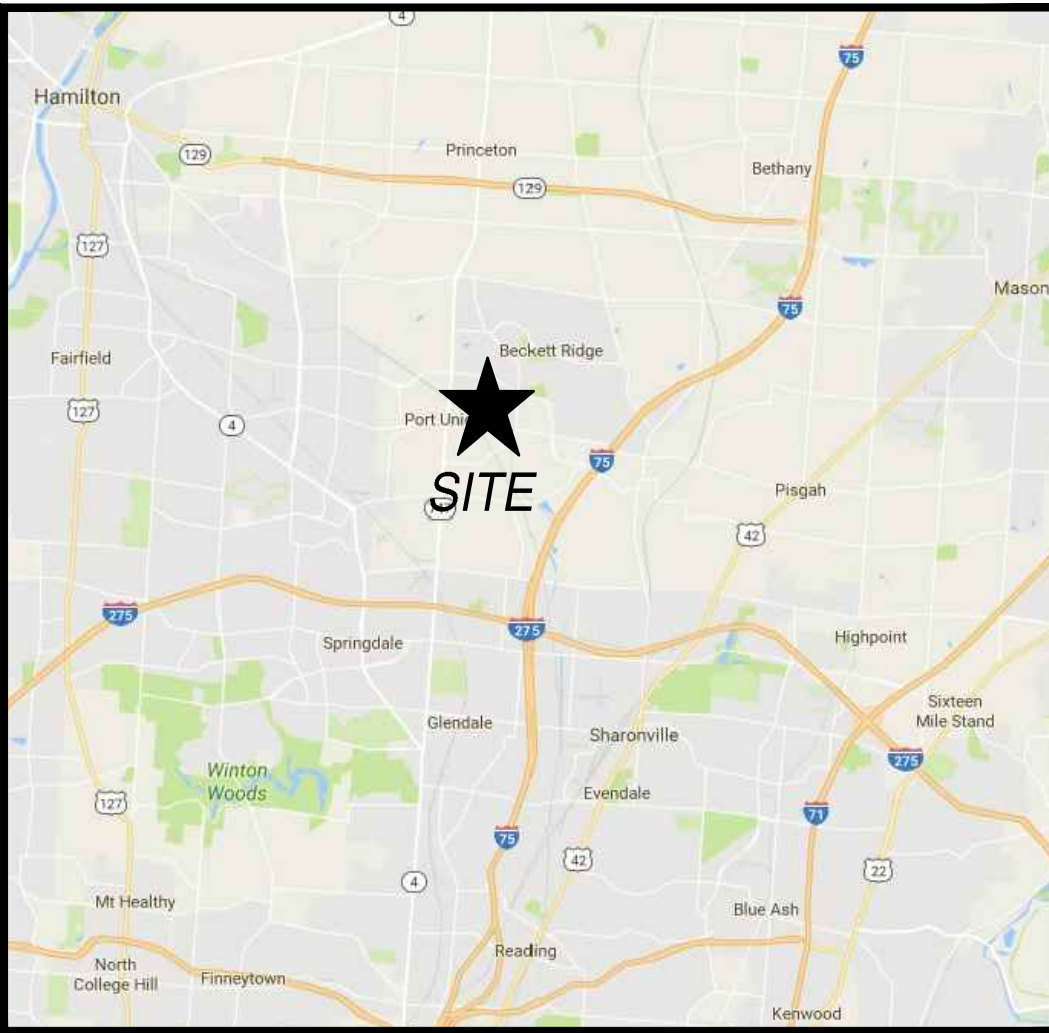 4
75
Hamilton
129
Princeton
Bethany
129
127
Mason
75
Fairfield
Beckett Ridge
127
4
Port Uni
75
SITE
Pisgah
42
275
275
Springdale
Highpoint
Glendale
Sixteen
Mile Stand
Sharonville
275
Winton
Woods
Evendale
127
71
75
42
22
4
Mt Healthy
Blue Ash
Reading
North
College Hill
Finneytown
Kenwood